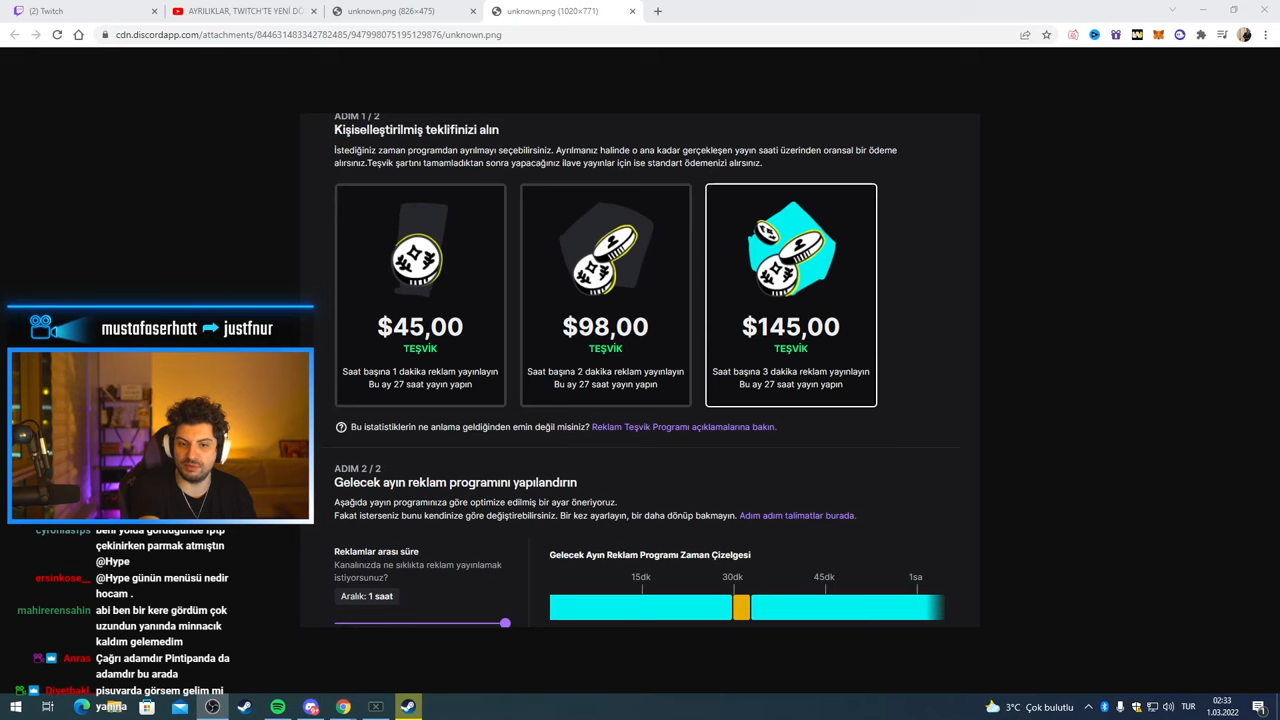 (2) Twitch
AYRILIKLAR, TWITCH'TE YENİ DÖ
unknown.png (826×475)
unknown.png (1020×771)
cdn.discordapp.com/attachments/844631483342782485/947998075195129876/unknown.png
ADIM 1 / 2
Kişiselleştirilmiş teklifinizi alın
İstediğiniz zaman programdan ayrılmayı seçebilirsiniz. Ayrılmanız halinde o ana kadar gerçekleşen yayın saati üzerinden oransal bir ödeme
alırsınız.Teşvik şartını tamamladıktan sonra yapacağınız ilave yayınlar için ise standart ödemenizi alırsınız.
$45,00
TEŞVİK
Saat başına 1 dakika reklam yayınlayın
Bu ay 27 saat yayın yapın
$98,00
TEŞVİK
Saat başına 2 dakika reklam yayınlayın
Bu ay 27 saat yayın yapın
$145,00
TEŞVİK
Saat başına 3 dakika reklam yayınlayın
Bu ay 27 saat yayın yapın
Bu istatistiklerin ne anlama geldiğinden emin değil misiniz? Reklam Teşvik Programı açıklamalarına bakın.
ADIM 2 / 2
Gelecek ayın reklam programını yapılandırın
Aşağıda yayın programınıza göre optimize edilmiş bir ayar öneriyoruz.
Fakat isterseniz bunu kendinize göre değiştirebilirsiniz. Bir kez ayarlayın, bir daha dönüp bakmayın. Adım adım talimatlar burada.
Reklamlar arası süre
Kanalınızda ne sıklıkta reklam yayınlamak
istiyorsunuz?
Aralık: 1 saat
Gelecek Ayın Reklam Programı Zaman Çizelgesi
15dk 30dk 45dk 1sa
mustafaserhatt justfnur
cyronlasfps beni yolda gördüğünde fptp
çekinirken parmak atmıştın
@Hype
ersinkose__ @Hype günün menüsü nedir
hocam .
mahirerensahin abi ben bir kere gördüm çok
uzundun yanında minnacık
kaldım gelemedim
Anras Çağrı adamdır Pintipanda da
adamdır bu arada
Diyetbakl pisuvarda görsem gelim mi
yanına
3°C Çok bulutlu
TUR
02:33
1.03.2022